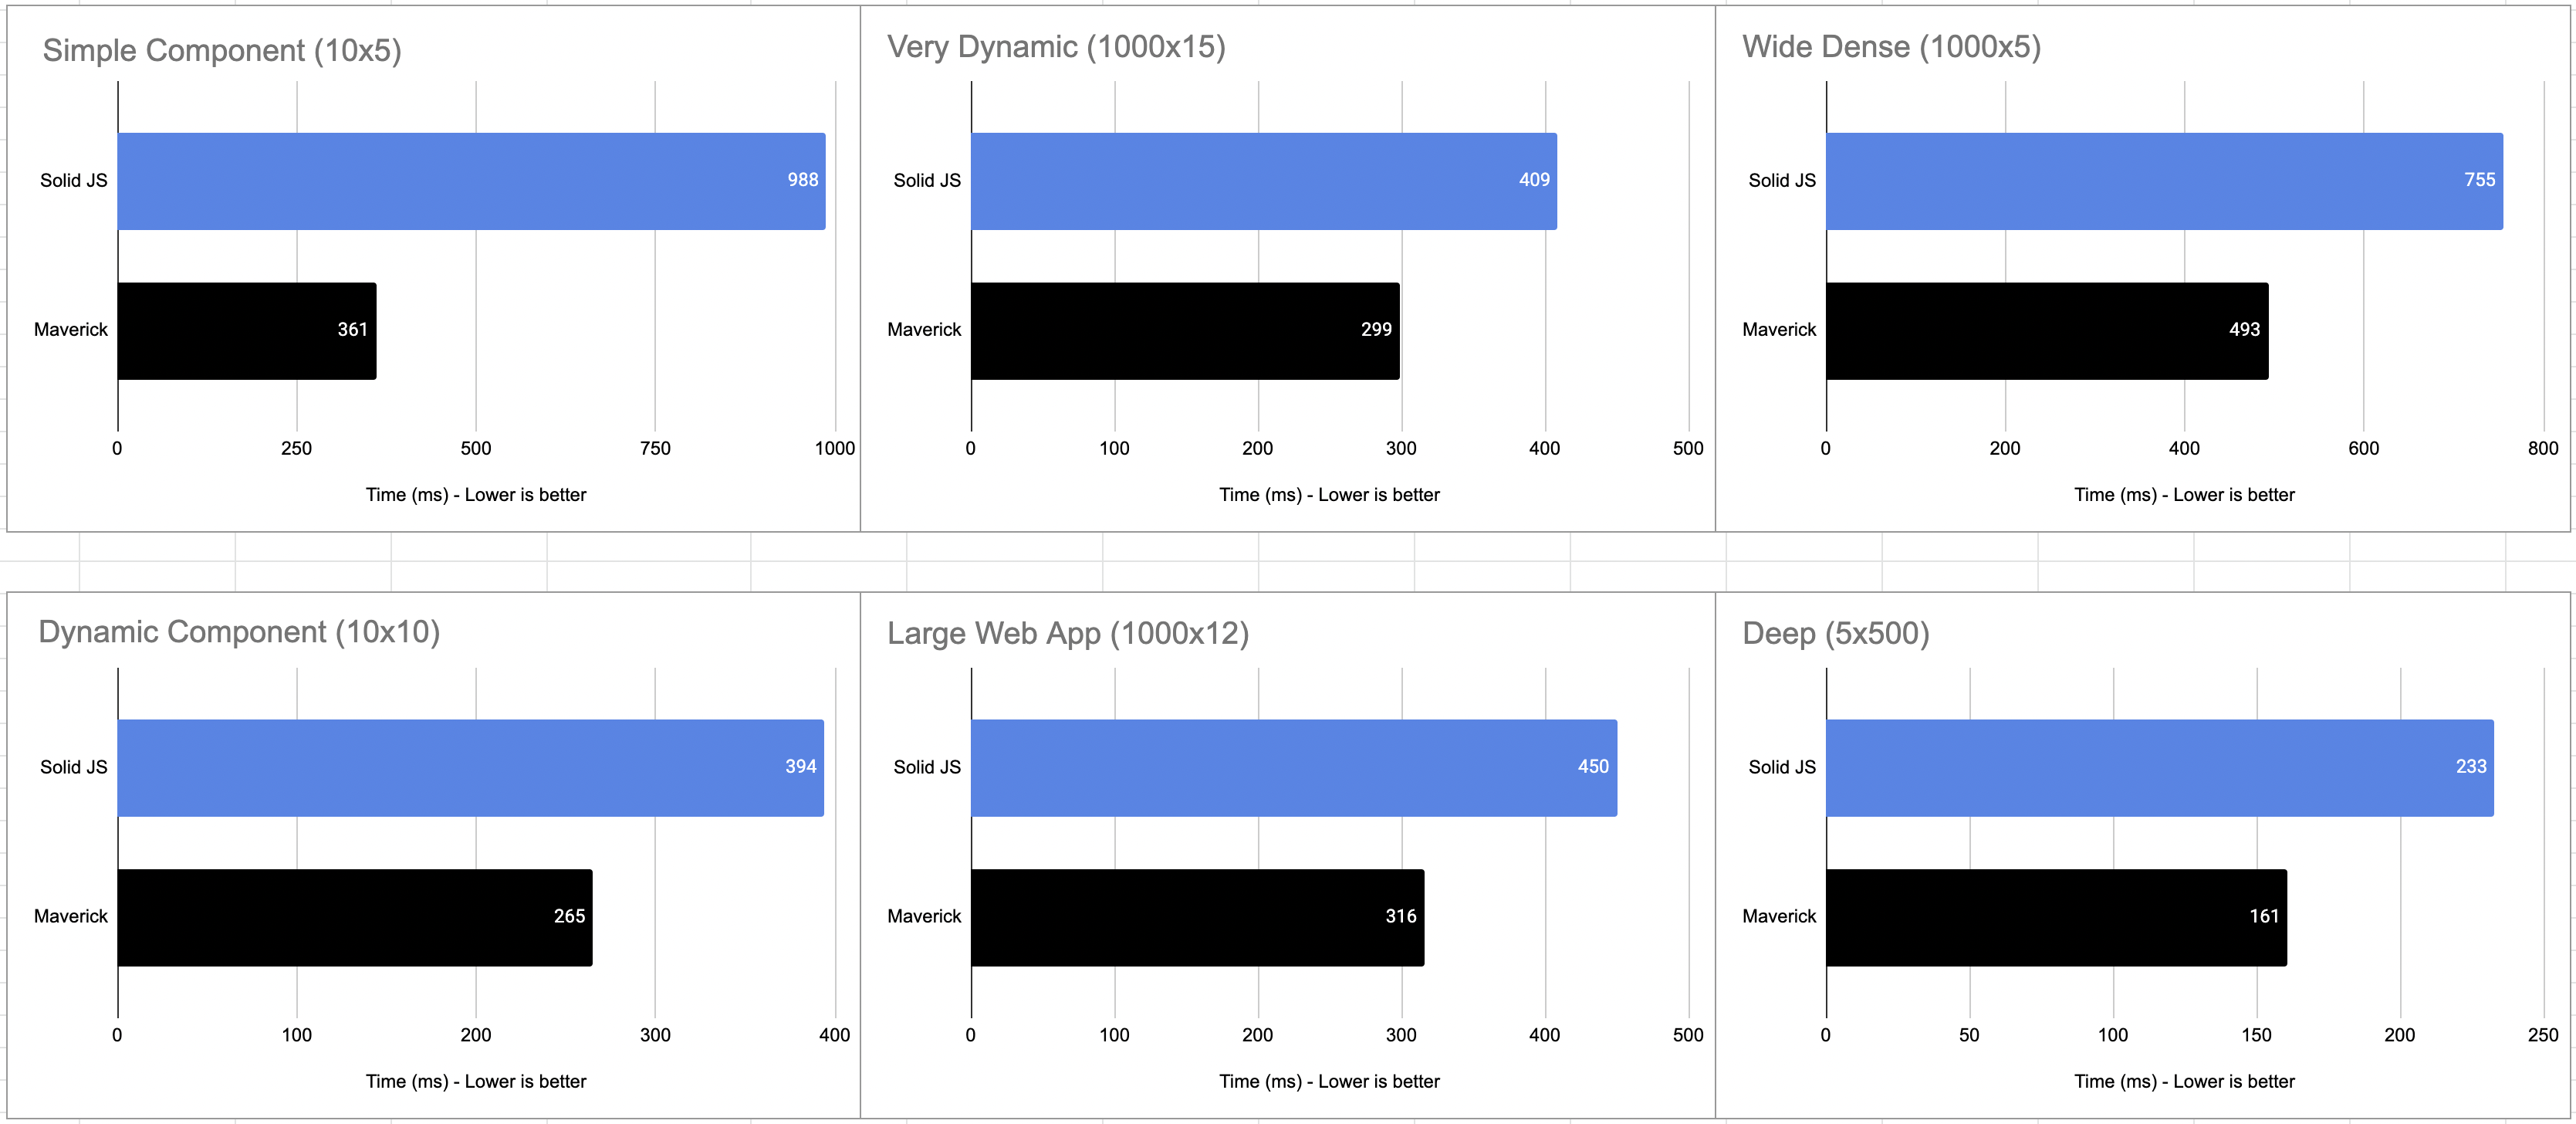 Simple Component (10x5)
Solid JS
988
Maverick
361
0 250 500 750 1000
Time (ms) - Lower is better
Very Dynamic (1000x15)
Solid JS
409
Maverick
299
0 100 200 300 400 500
Time (ms) - Lower is better
Wide Dense (1000x5)
Solid JS
755
Maverick
493
0 200 400 600 800
Time (ms) - Lower is better
Dynamic Component (10x10)
Solid JS
394
Maverick
265
0 100 200 300 400
Time (ms) - Lower is better
Large Web App (1000x12)
Solid JS
450
Maverick
316
0 100 200 300 400 500
Time (ms) - Lower is better
Deep (5x500)
Solid JS
233
Maverick
161
0 50 100 150 200 250
Time (ms) - Lower is better